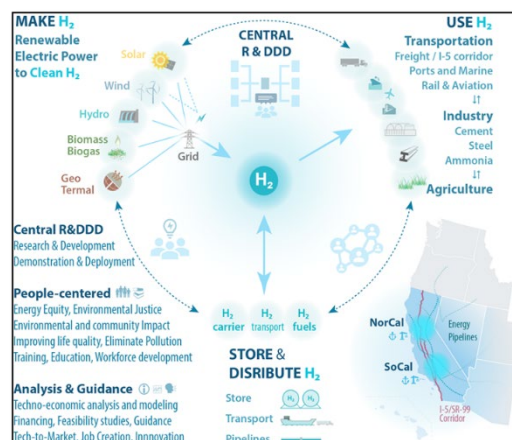 MAKE H₂
Renewable
Electric Power
to Clean H₂
Solar
Wind
Hydro
Biomass
Biogas
Geo
Termal
Grid
CENTRAL
R & DDD
H₂
USE H₂
Transportation
Freight / I-5 corridor
Ports and Marine
Rail & Aviation
Industry
Cement
Steel
Ammonia
Agriculture
Central R&DDD
Research & Development
Demonstration & Deployment
People-centered
Energy Equity, Environmental Justice
Environmental and community Impact
Improving life quality, Eliminate Pollution
Training, Education, Workforce development
Analysis & Guidance
Techno-economic analysis and modeling
Financing, Feasibility studies, Guidance
Tech-to-Market, Job Creation, Innnovation
H₂ H₂ H₂
carrier transport fuels
STORE &
DISRIBUTE H₂
Store
H₂ H₂
Transport
Pipelines
NorCal
SoCal
Energy
Pipelines
I-5/SR-99
Corridor